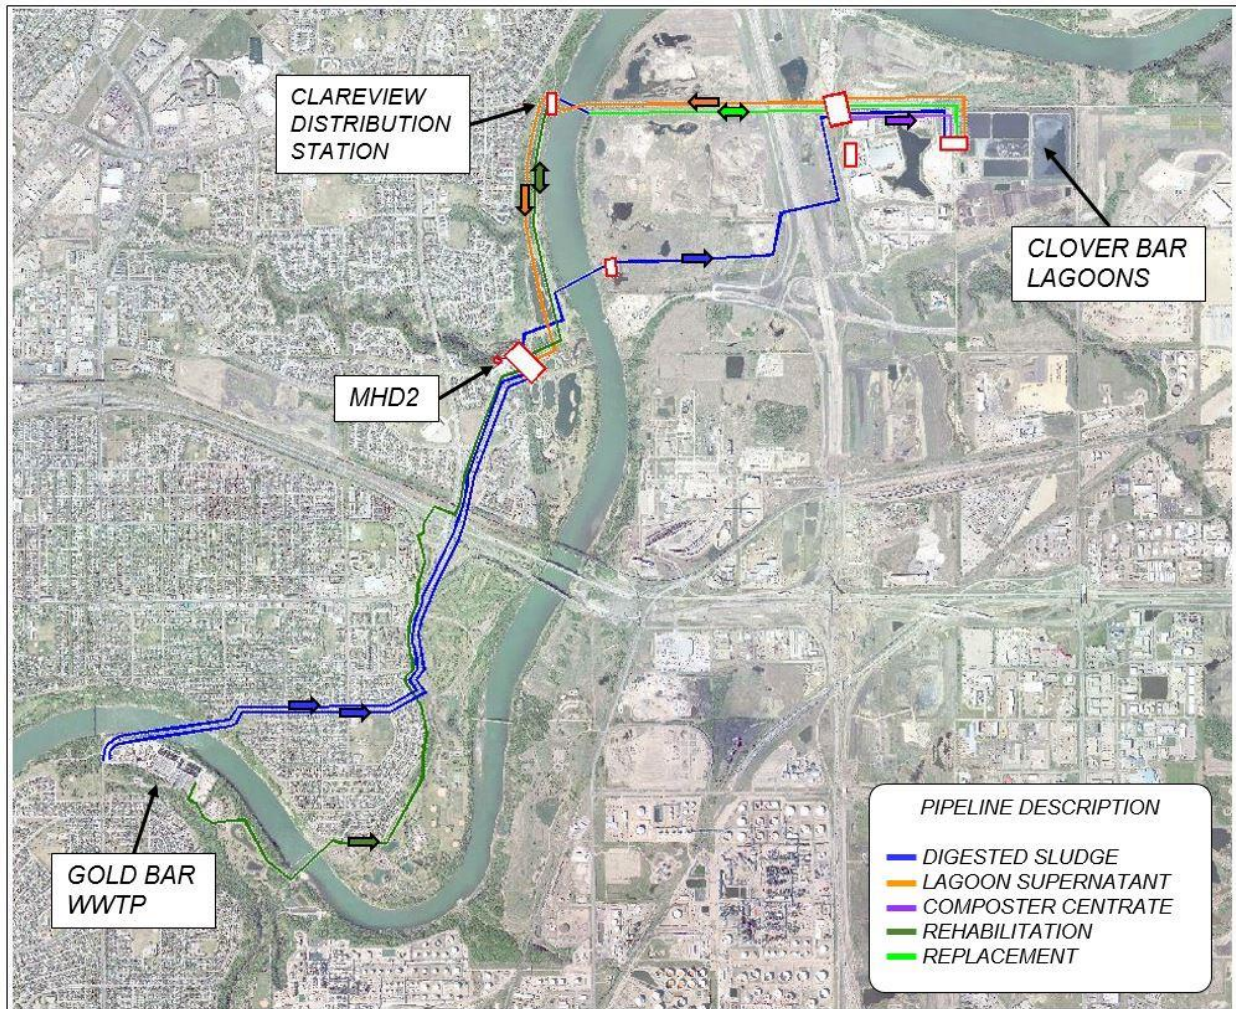 CLAREVIEW
DISTRIBUTION
STATION
CLOVER BAR
LAGOONS
MHD2
GOLD BAR
WWTP
PIPELINE DESCRIPTION
DIGESTED SLUDGE
LAGOON SUPERNATANT
COMPOSTER CENTRATE
REHABILITATION
REPLACEMENT